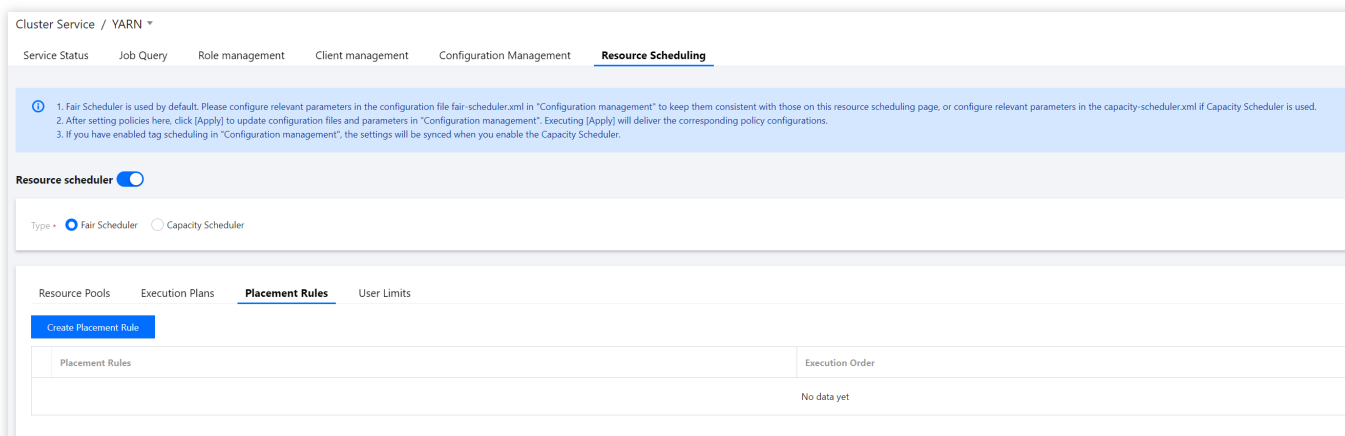 Cluster Service / YARN
Service Status Job Query Role management Client management Configuration Management Resource Scheduling
1. Fair Scheduler is used by default. Please configure relevant parameters in the configuration file fair-scheduler.xml in "Configuration management" to keep them consistent with those on this resource scheduling page, or configure relevant parameters in the capacity-scheduler.xml if Capacity Scheduler is used.
2. After setting policies here, click [Apply] to update configuration files and parameters in "Configuration management". Executing [Apply] will deliver the corresponding policy configurations.
3. If you have enabled tag scheduling in "Configuration management", the settings will be synced when you enable the Capacity Scheduler.
Resource scheduler
Type • Fair Scheduler Capacity Scheduler
Resource Pools Execution Plans Placement Rules User Limits
Create Placement Rule
Placement Rules Execution Order
No data yet